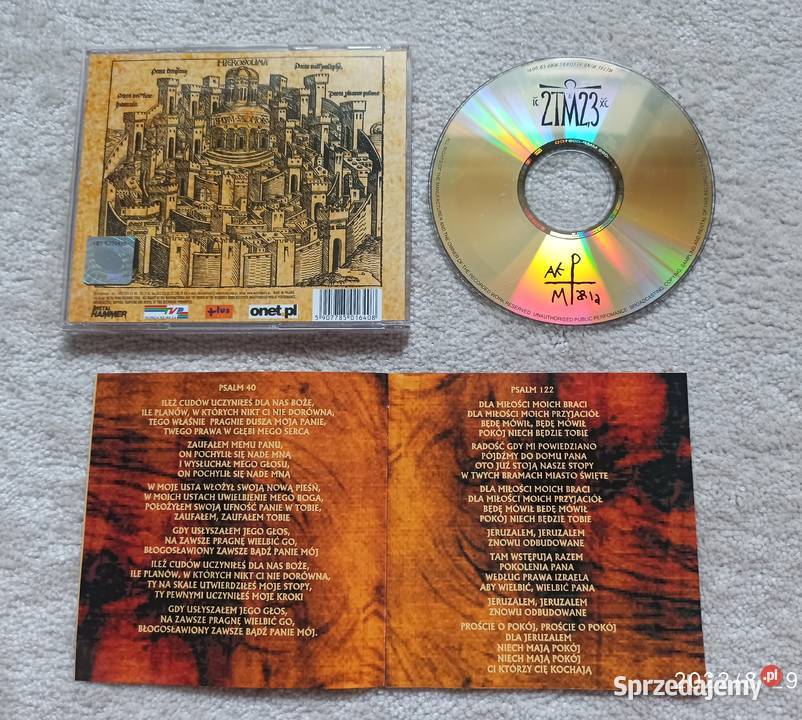 HIEROSOLIMA
METAL HAMMER
TVP
Plus
onet.pl
5 907785 016408
IC 2TM2,3 XC
PSALM 40
ILEŻ CUDÓW UCZYNIŁEŚ DLA NAS BOŻE,
ILE PLANÓW, W KTÓRYCH NIKT CI NIE DORÓWNA,
TEGO WŁAŚNIE PRAGNIE DUSZA MOJA PANIE,
TWEGO PRAWA W GŁĘBI MEGO SERCA
ZAUFAŁEM MEMU PANU,
ON POCHYLIŁ SIĘ NADE MNĄ
I WYSŁUCHAŁ MEGO GŁOSU,
ON POCHYLIŁ SIĘ NADE MNĄ
W MOJE USTA WŁOŻYŁ SWOJĄ NOWĄ PIEŚŃ,
W MOICH USTACH UWIELBIENIE MEGO BOGA,
POŁOŻYŁEM SWOJĄ UFNOŚĆ PANIE W TOBIE,
ZAUFAŁEM, ZAUFAŁEM TOBIE
GDY USŁYSZAŁEM JEGO GŁOS,
NA ZAWSZE PRAGNĘ WIELBIĆ GO,
BŁOGOSŁAWIONY ZAWSZE BĄDŹ PANIE MÓJ
ILEŻ CUDÓW UCZYNIŁEŚ DLA NAS BOŻE,
ILE PLANÓW, W KTÓRYCH NIKT CI NIE DORÓWNA,
TY NA SKALE UTWIERDZIŁEŚ MOJE STOPY,
TY PEWNYMI UCZYNIŁEŚ MOJE KROKI
GDY USŁYSZAŁEM JEGO GŁOS,
NA ZAWSZE PRAGNĘ WIELBIĆ GO,
BŁOGOSŁAWIONY ZAWSZE BĄDŹ PANIE MÓJ.
PSALM 122
DLA MIŁOŚCI MOICH BRACI
DLA MIŁOŚCI MOICH PRZYJACIÓŁ
BĘDĘ MÓWIŁ, BĘDĘ MÓWIŁ
POKÓJ NIECH BĘDZIE TOBIE
RADOŚĆ GDY MI POWIEDZIANO
PÓJDŹMY DO DOMU PANA
OTO JUŻ STOJĄ NASZE STOPY
W TWYCH BRAMACH MIASTO ŚWIĘTE
DLA MIŁOŚCI MOICH BRACI
DLA MIŁOŚCI MOICH PRZYJACIÓŁ
BĘDĘ MÓWIŁ BĘDĘ MÓWIŁ
POKÓJ NIECH BĘDZIE TOBIE
JERUZALEM, JERUZALEM
ZNOWU ODBUDOWANE
TAM WSTĘPUJĄ RAZEM
POKOLENIA PANA
WEDŁUG PRAWA IZRAELA
ABY WIELBIĆ, WIELBIĆ PANA
JERUZALEM, JERUZALEM
ZNOWU ODBUDOWANE
PROŚCIE O POKÓJ, PROŚCIE O POKÓJ
DLA JERUZALEM
NIECH MAJĄ POKÓJ
NIECH MAJĄ POKÓJ
CI KTÓRZY CIĘ KOCHAJĄ
Sprzedajemy.pl